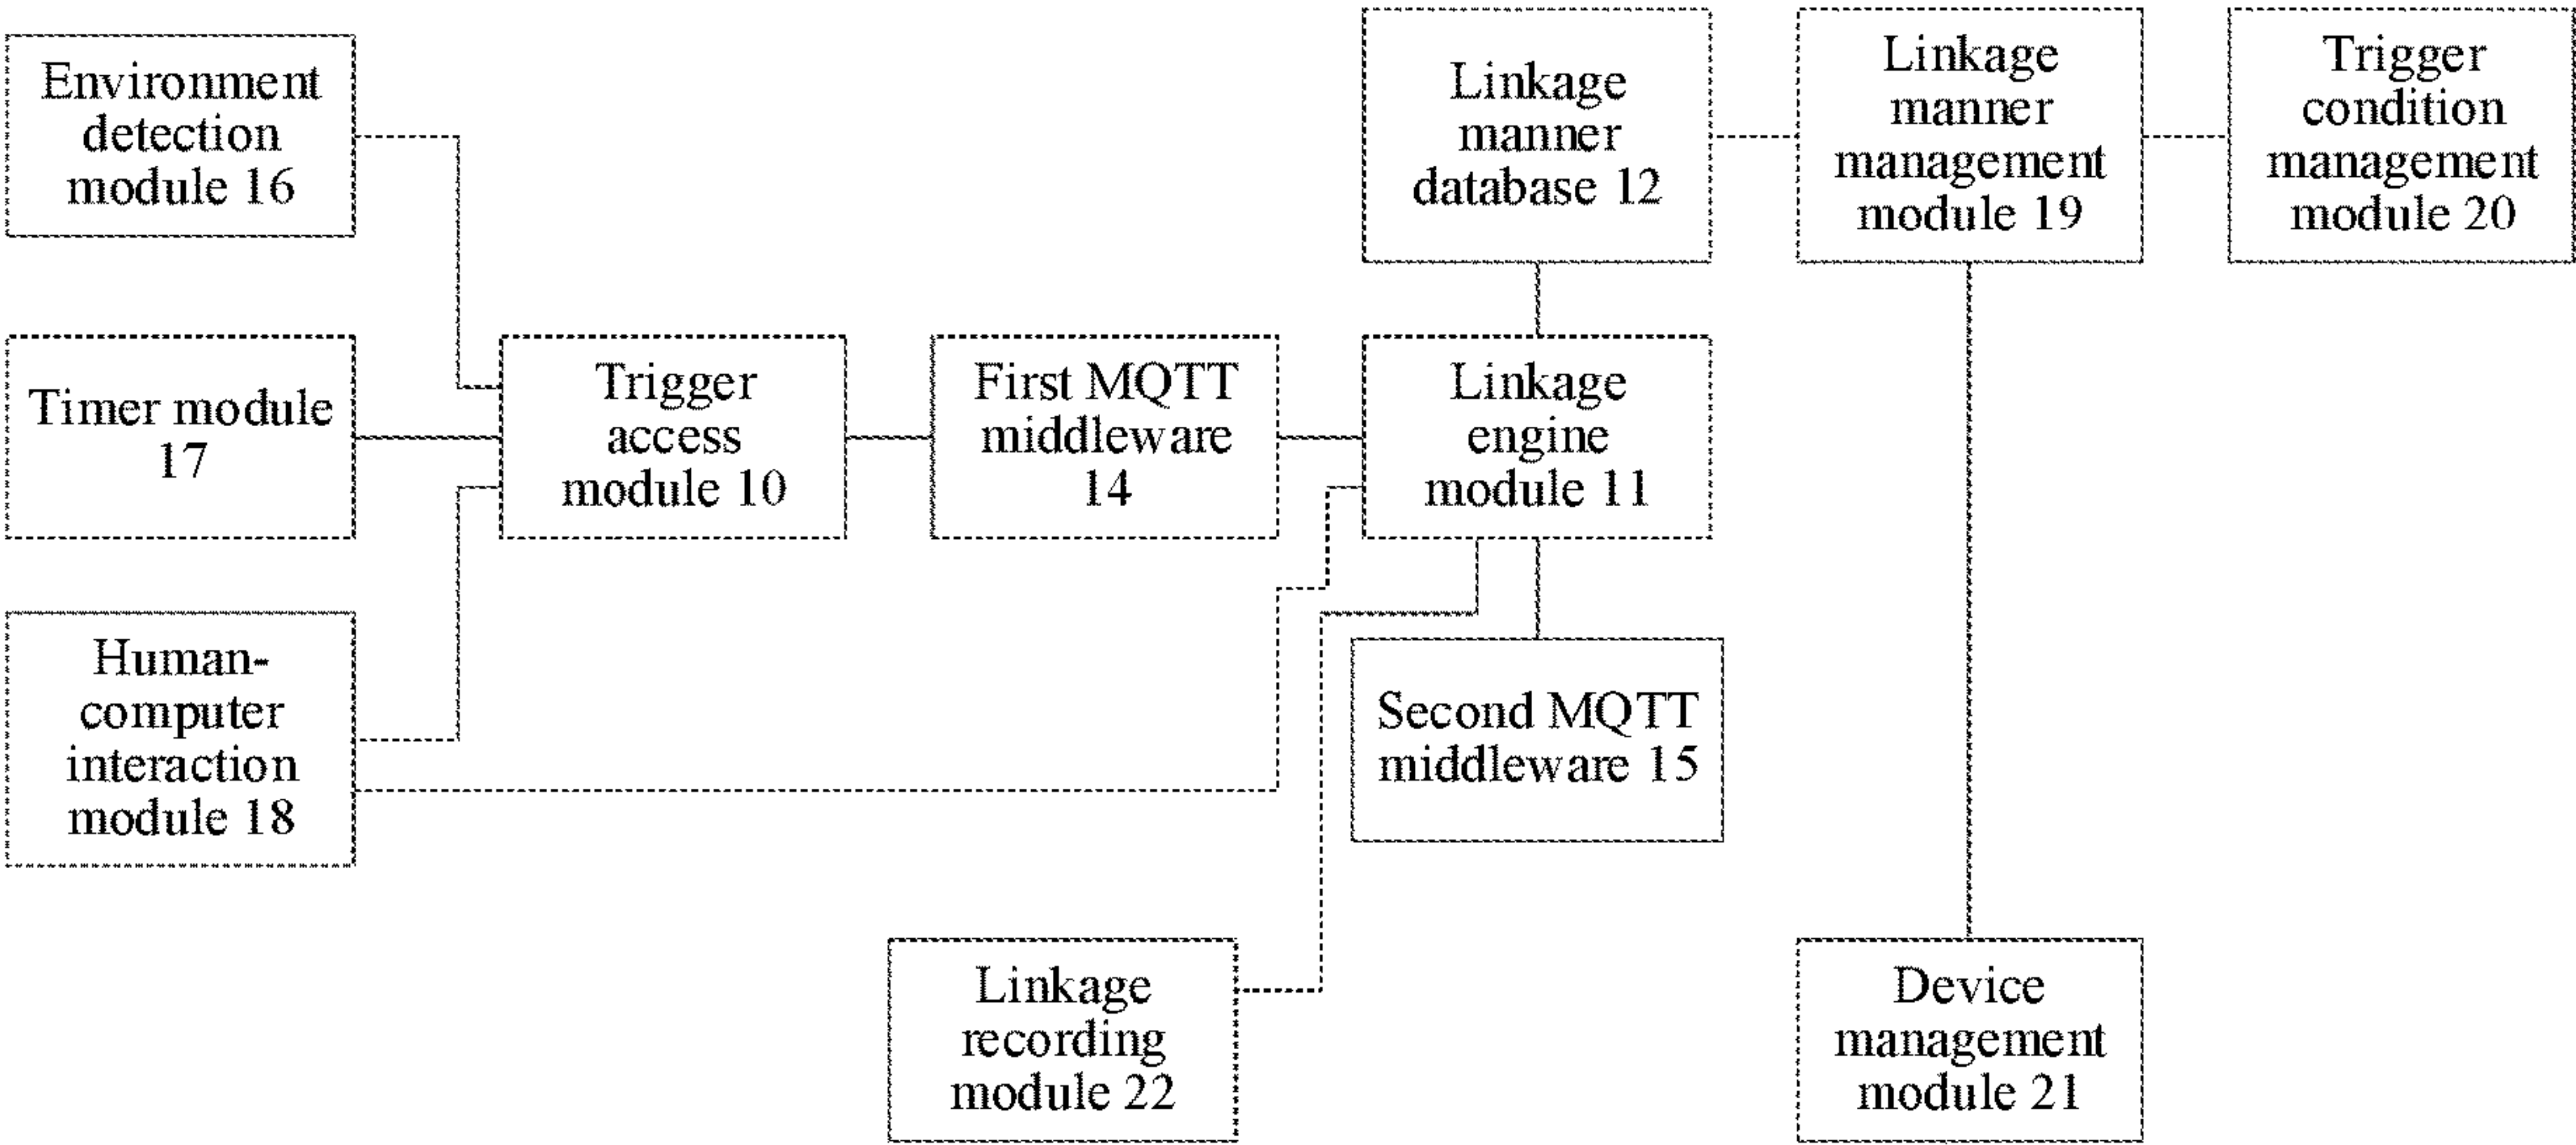 Environment
detection
module 16
Linkage
manner
database 12
Linkage
manner
management
module 19
Trigger
condition
management
module 20
Timer module
17
Trigger
access
module 10
First MQTT
middleware
14
Linkage
engine
module 11
Human-
computer
interaction
module 18
Second MQTT
middleware 15
Linkage
recording
module 22
Device
management
module 21